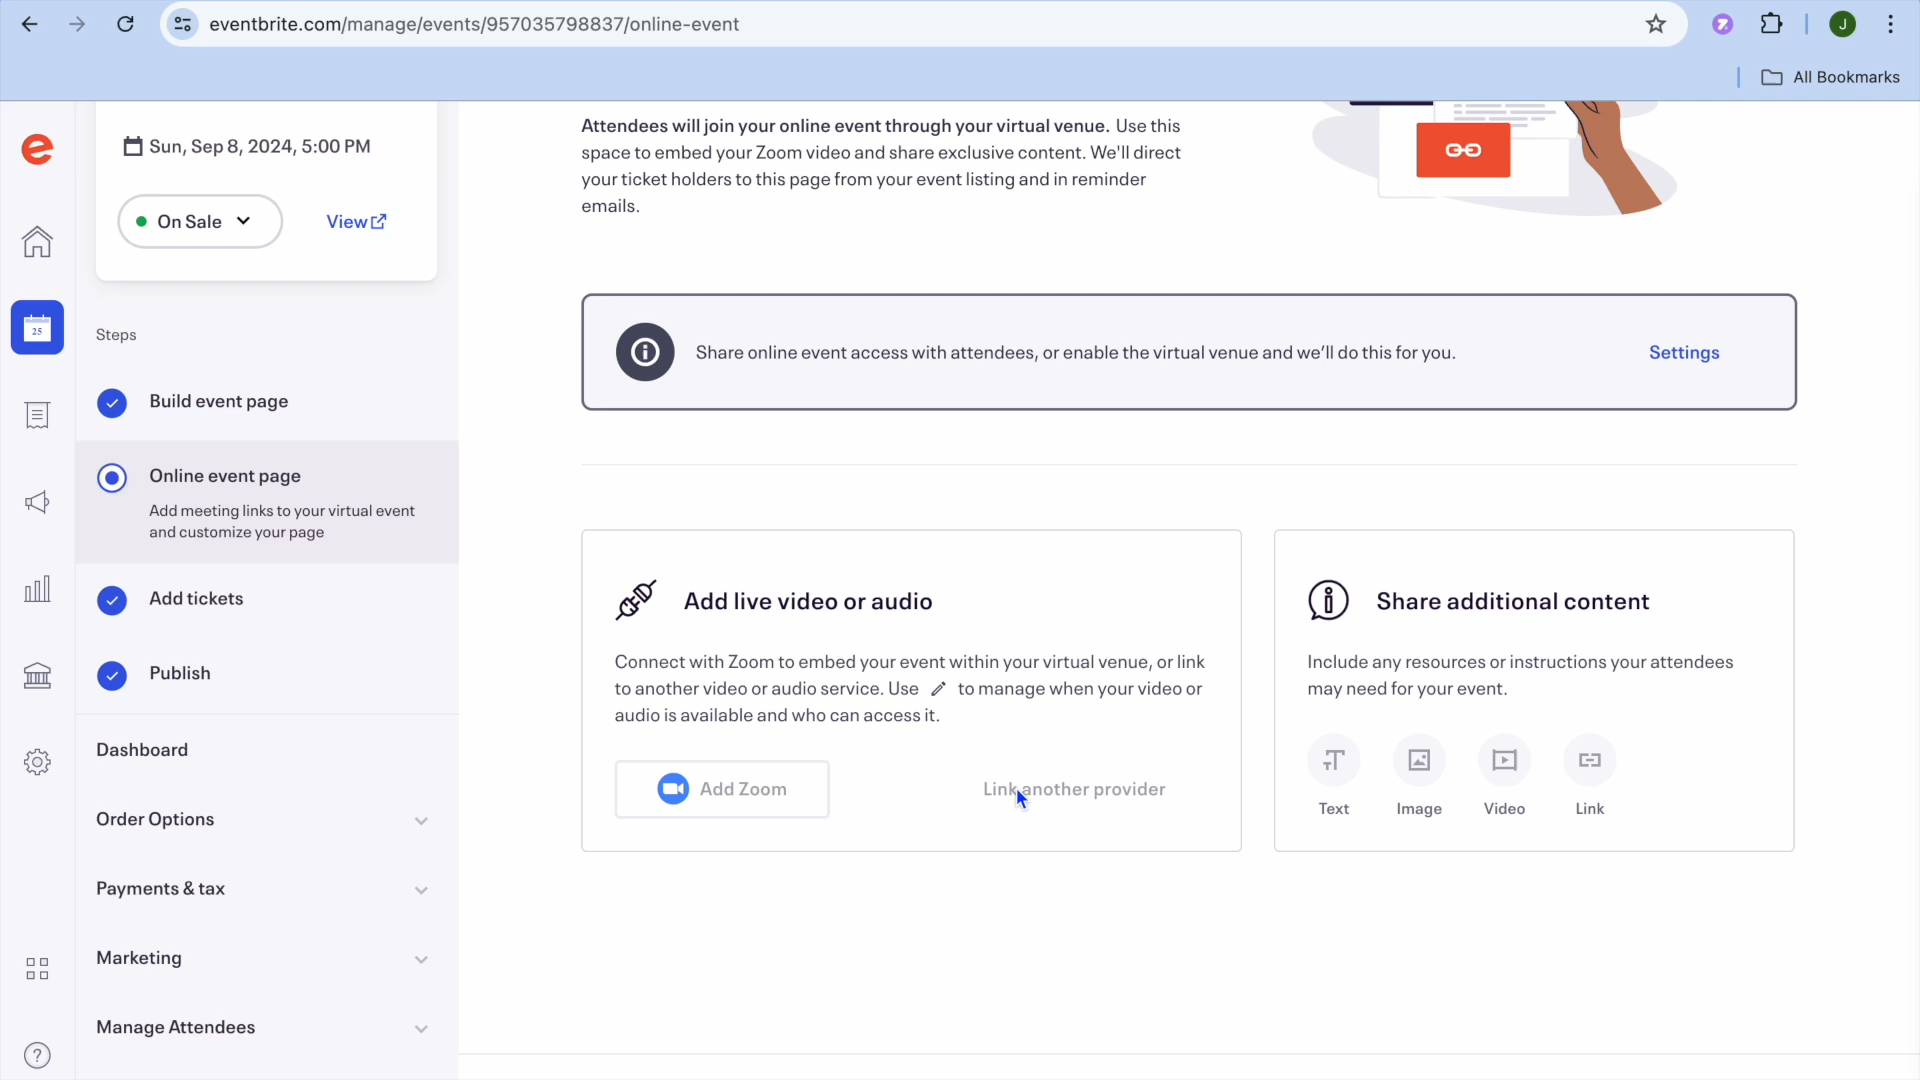 eventbrite.com/manage/events/957035798837/online-event
J
All Bookmarks
Sun, Sep 8, 2024, 5:00 PM
On Sale
View
25
Steps
Build event page
Online event page
Add meeting links to your virtual event
and customize your page
Add tickets
Publish
Dashboard
Order Options
Payments & tax
Marketing
Manage Attendees
Attendees will join your online event through your virtual venue. Use this
space to embed your Zoom video and share exclusive content. We'll direct
your ticket holders to this page from your event listing and in reminder
emails.
Share online event access with attendees, or enable the virtual venue and we’ll do this for you.
Settings
Add live video or audio
Connect with Zoom to embed your event within your virtual venue, or link
to another video or audio service. Use to manage when your video or
audio is available and who can access it.
Add Zoom
Link another provider
Share additional content
Include any resources or instructions your attendees
may need for your event.
Text
Image
Video
Link